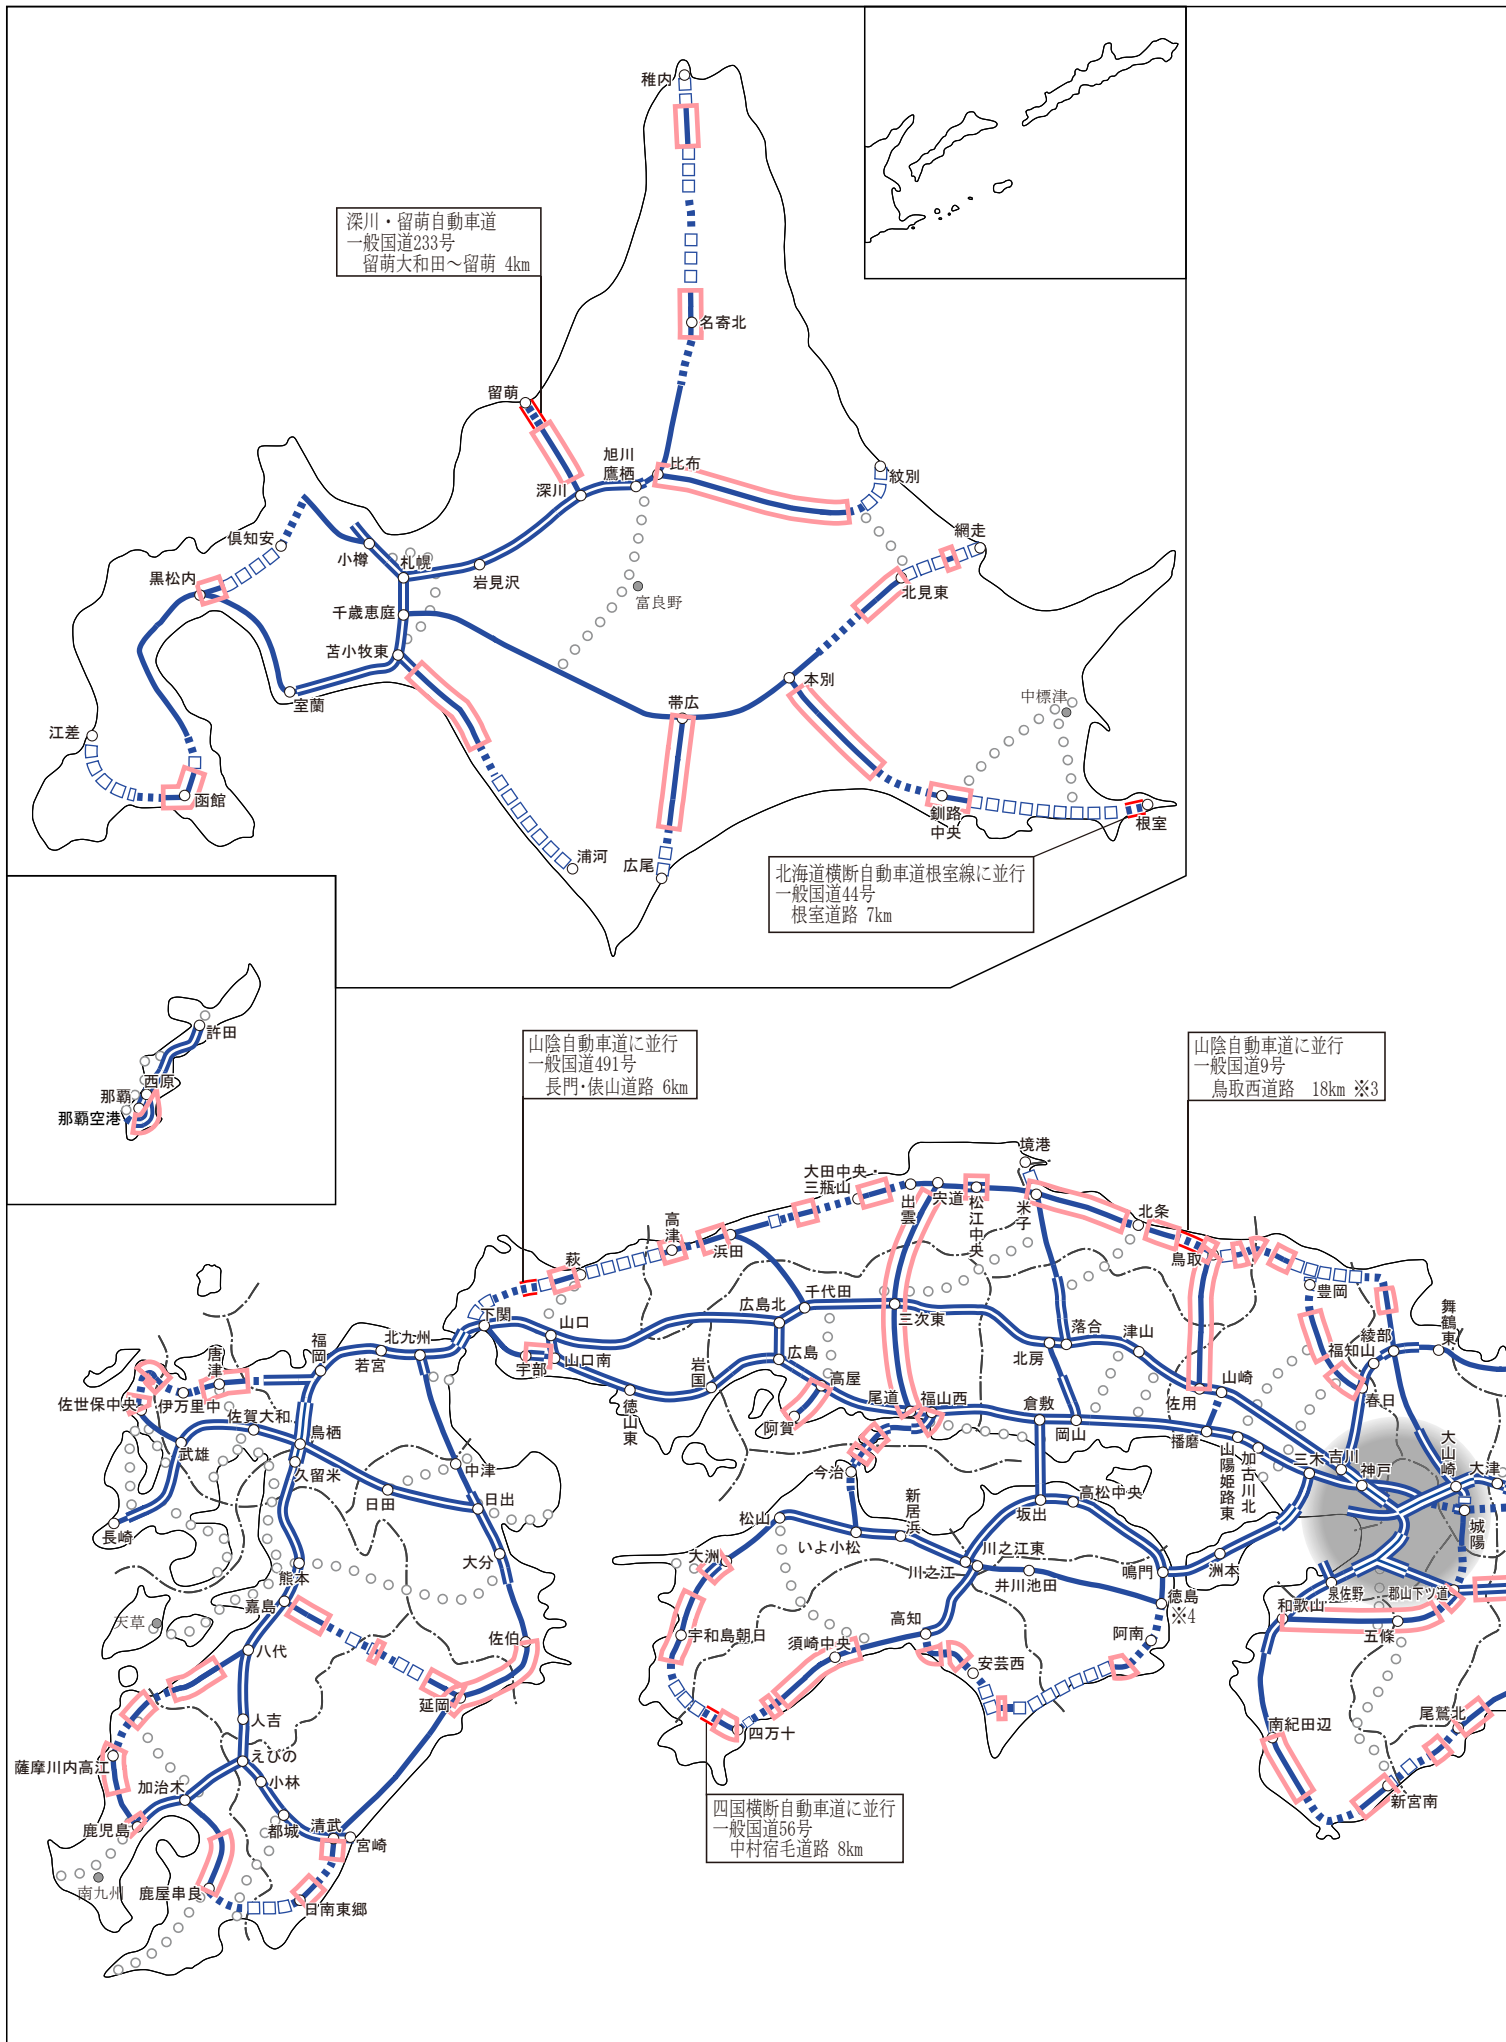 稚内
深川・留萌自動車道
一般国道233号
留萌大和田～留萌 4km
名寄北
留萌
旭川
鷹栖
比布
深川
紋別
網走
倶知安
小樽
札幌
岩見沢
黒松内
北見東
千歳恵庭
富良野
苫小牧東
本別
中標津
室蘭
帯広
江差
函館
釧路
中央
根室
浦河
広尾
北海道横断自動車道根室線に並行
一般国道44号
根室道路 7km
許田
西原
那覇
那覇空港
山陰自動車道に並行
一般国道491号
長門・俵山道路 6km
山陰自動車道に並行
一般国道9号
鳥取西道路 18km ※3
境港
大田中央・
三瓶山
出雲
宍道
松江中央
米子
北条
鳥取
高津
浜田
萩
豊岡
舞鶴東
綾部
福知山
千代田
広島北
三次東
下関
山口
北九州
福岡
若宮
唐津
宇部
山口南
岩国
広島
高屋
北房
落合
津山
佐用
山崎
春日
佐世保中央
伊万里中
佐賀大和
鳥栖
徳山東
阿賀
尾道
福山西
倉敷
岡山
播磨
山陽姫路東
加古川北
三木
吉川
神戸
大山崎
大津
城陽
武雄
久留米
中津
日田
日出
今治
長崎
松山
新居浜
坂出
高松中央
いよ小松
大洲
川之江
川之江東
井川池田
鳴門
洲本
泉佐野
郡山下ツ道
大分
熊本
嘉島
天草
佐伯
八代
宇和島朝日
須崎中央
高知
徳島
※4
阿南
和歌山
五條
安芸西
延岡
人吉
えびの
小林
四万十
南紀田辺
尾鷲北
薩摩川内高江
加治木
鹿児島
都城
清武
宮崎
新宮南
四国横断自動車道に並行
一般国道56号
中村宿毛道路 8km
南九州
鹿屋串良
日南東郷